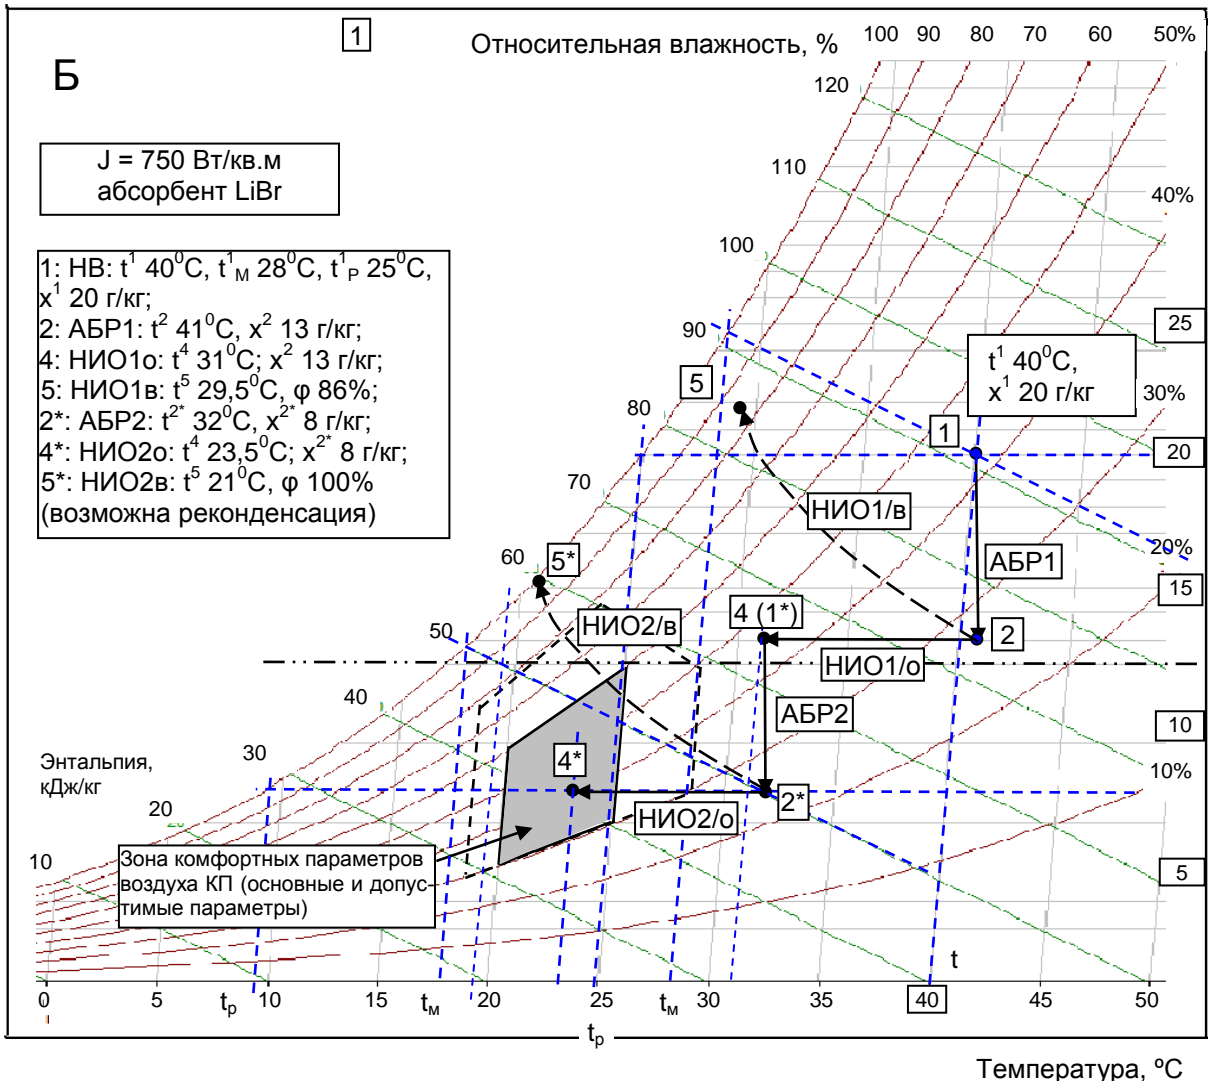 1
Относительная влажность, %
100 90 80 70 60 50%
Б
120
J = 750 Вт/кв.м
абсорбент LiBr
110
40%
100
1: НВ: t¹ 40⁰С, t¹м 28⁰С, t¹р 25⁰С,
x¹ 20 г/кг;
2: АБР1: t² 41⁰С, x² 13 г/кг;
4: НИО1о: t⁴ 31⁰С; x² 13 г/кг;
5: НИО1в: t⁵ 29,5⁰С, φ 86%;
2*: АБР2: t²* 32⁰С, x²* 8 г/кг;
4*: НИО2о: t⁴ 23,5⁰С; x²* 8 г/кг;
5*: НИО2в: t⁵ 21⁰С, φ 100%
(возможна реконденсация)
90
25
t¹ 40⁰С,
x¹ 20 г/кг
5
30%
80
1
20
70
НИО1/в
20%
60
5*
АБР1
15
50
НИО2/в
4 (1*)
2
НИО1/о
40
АБР2
10
Энтальпия,
кДж/кг
30
4*
10%
2*
20
НИО2/о
Зона комфортных параметров
воздуха КП (основные и допус-
тимые параметры)
10
5
t
0 5 tр 10 15 tм 20 25 30 tм 35 40 45 50
tр
Температура, ºС